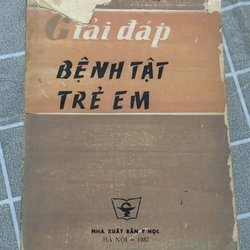 Giải đáp
BỆNH TẬT
TRẺ EM
NHÀ XUẤT BẢN Y HỌC
HÀ NỘI - 1987